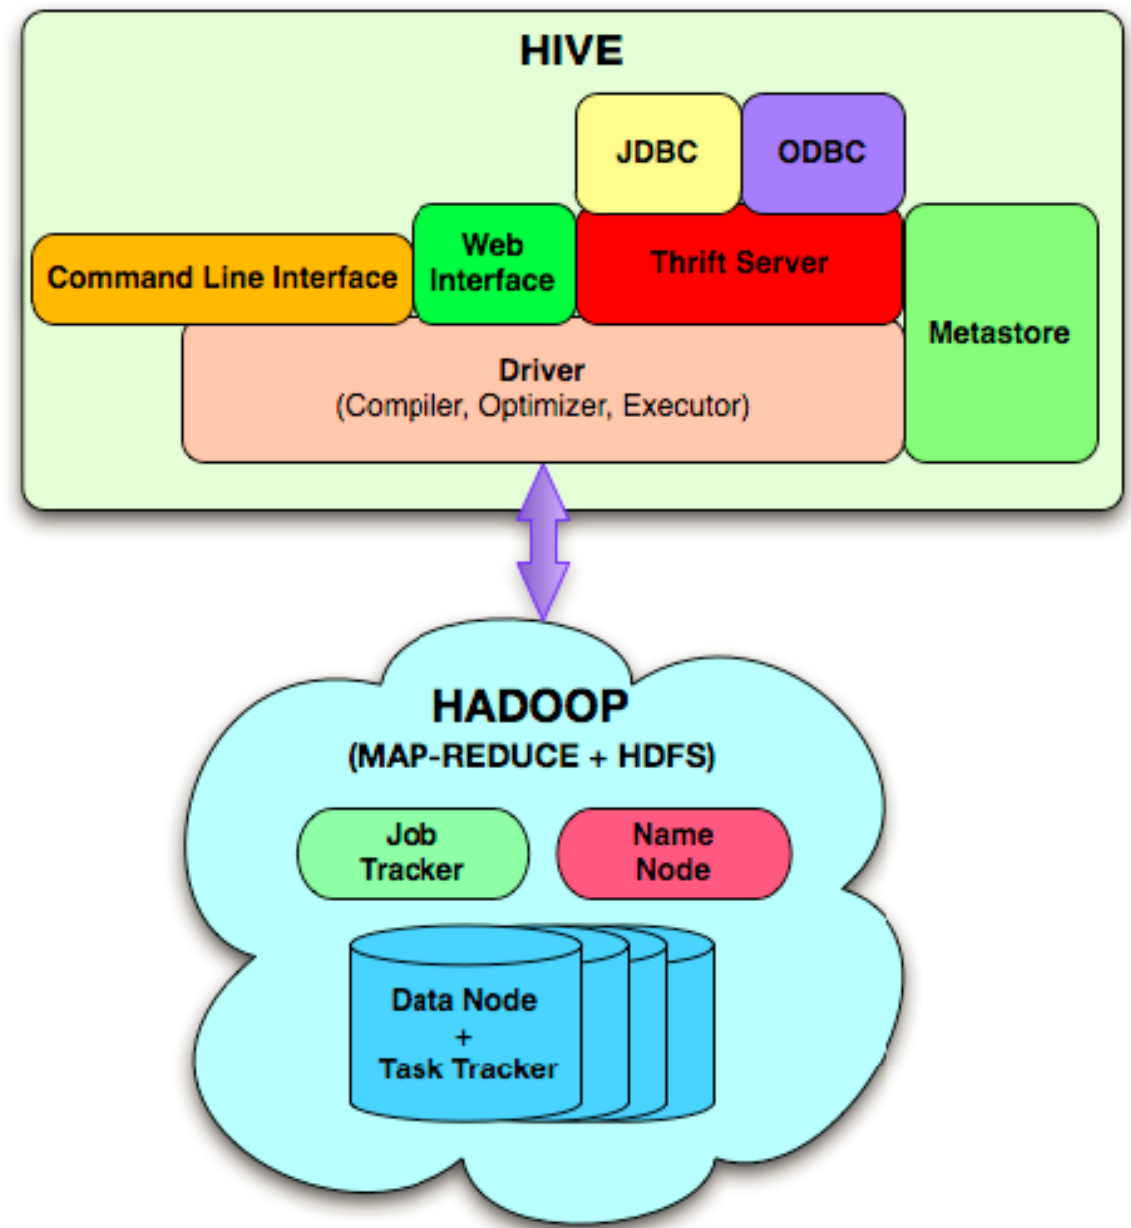 HIVE
JDBC
ODBC
Web
Interface
Thrift Server
Command Line Interface
Metastore
Driver
(Compiler, Optimizer, Executor)
HADOOP
(MAP-REDUCE + HDFS)
Job
Tracker
Name
Node
Data Node
+
Task Tracker